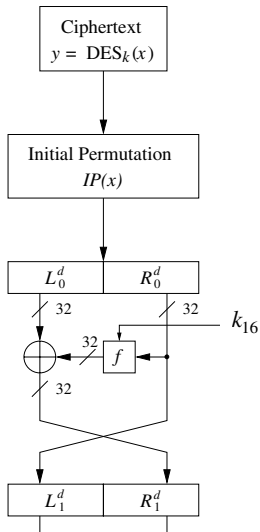 Ciphertext
y = DES_k(x)
Initial Permutation
IP(x)
L_0^d R_0^d
32 32
k_16
32
f
32
L_1^d R_1^d